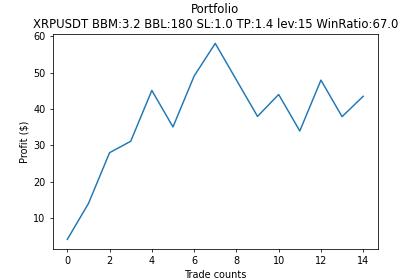 Portfolio
XRPUSDT BBM:3.2 BBL:180 SL:1.0 TP:1.4 lev:15 WinRatio:67.0
60
50
40
30
20
10
Profit ($)
0 2 4 6 8 10 12 14
Trade counts